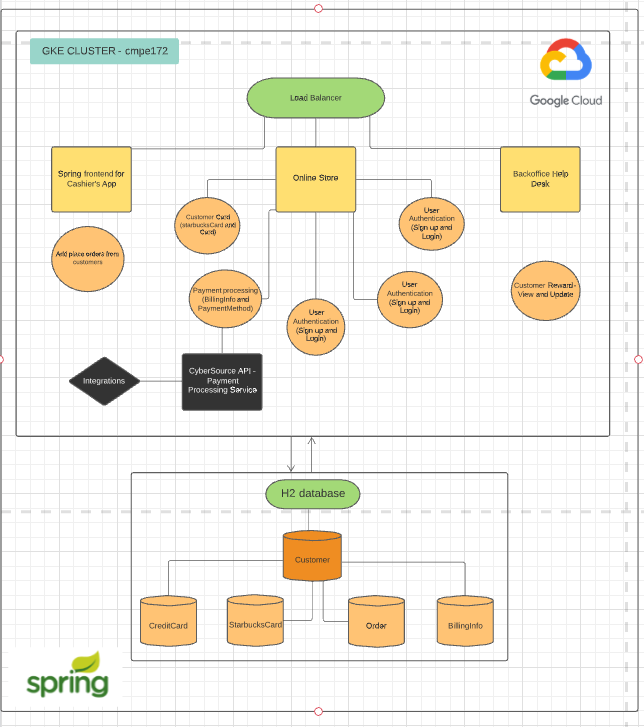 GKE CLUSTER - cmpe172
Google Cloud
Load Balancer
Spring frontend for
Cashier's App
Online Store
Backoffice Help
Desk
Customer Card
(starbucksCard and
Card)
User
Authentication
(Sign up and
Login)
Add place orders from
customers
Payment processing
(BillingInfo and
PaymentMethod)
User
Authentication
(Sign up and
Login)
User
Authentication
(Sign up and
Login)
Customer Reward-
View and Update
Integrations
CyberSource API -
Payment
Processing Service
H2 database
Customer
CreditCard
StarbucksCard
Order
BillingInfo
spring